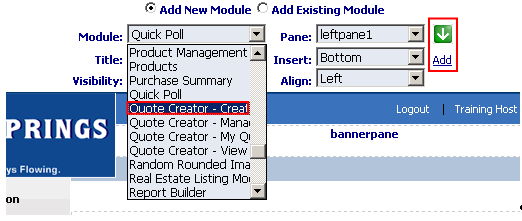 Add New Module Add Existing Module
Module: Quick Poll Pane: leftpane1
Title: Insert: Bottom Add
Visibility: Align: Left
Product Management
Products
Purchase Summary
Quick Poll
Quote Creator - Creat
Quote Creator - Mana
Quote Creator - My Q
Quote Creator - View
Random Rounded Ima
Real Estate Listing Mo
Report Builder
Logout | Training Host
PRINGS
bannerpane
ys Flowing.
on